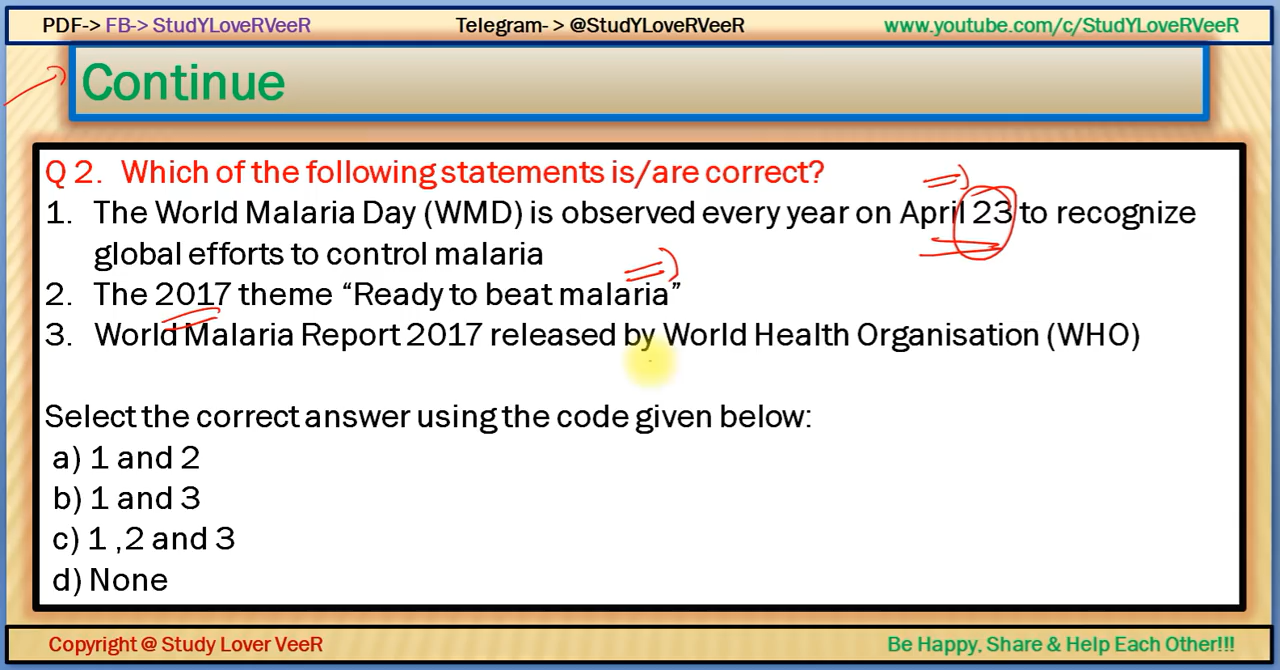 PDF-> FB-> StudYLoveRVeeR Telegram- > @StudYLoveRVeeR www.youtube.com/c/StudYLoveRVeeR
Continue
Q 2. Which of the following statements is/are correct?
1. The World Malaria Day (WMD) is observed every year on April 23 to recognize
global efforts to control malaria
2. The 2017 theme “Ready to beat malaria”
3. World Malaria Report 2017 released by World Health Organisation (WHO)
Select the correct answer using the code given below:
a) 1 and 2
b) 1 and 3
c) 1 ,2 and 3
d) None
Copyright @ Study Lover VeeR Be Happy, Share & Help Each Other!!!